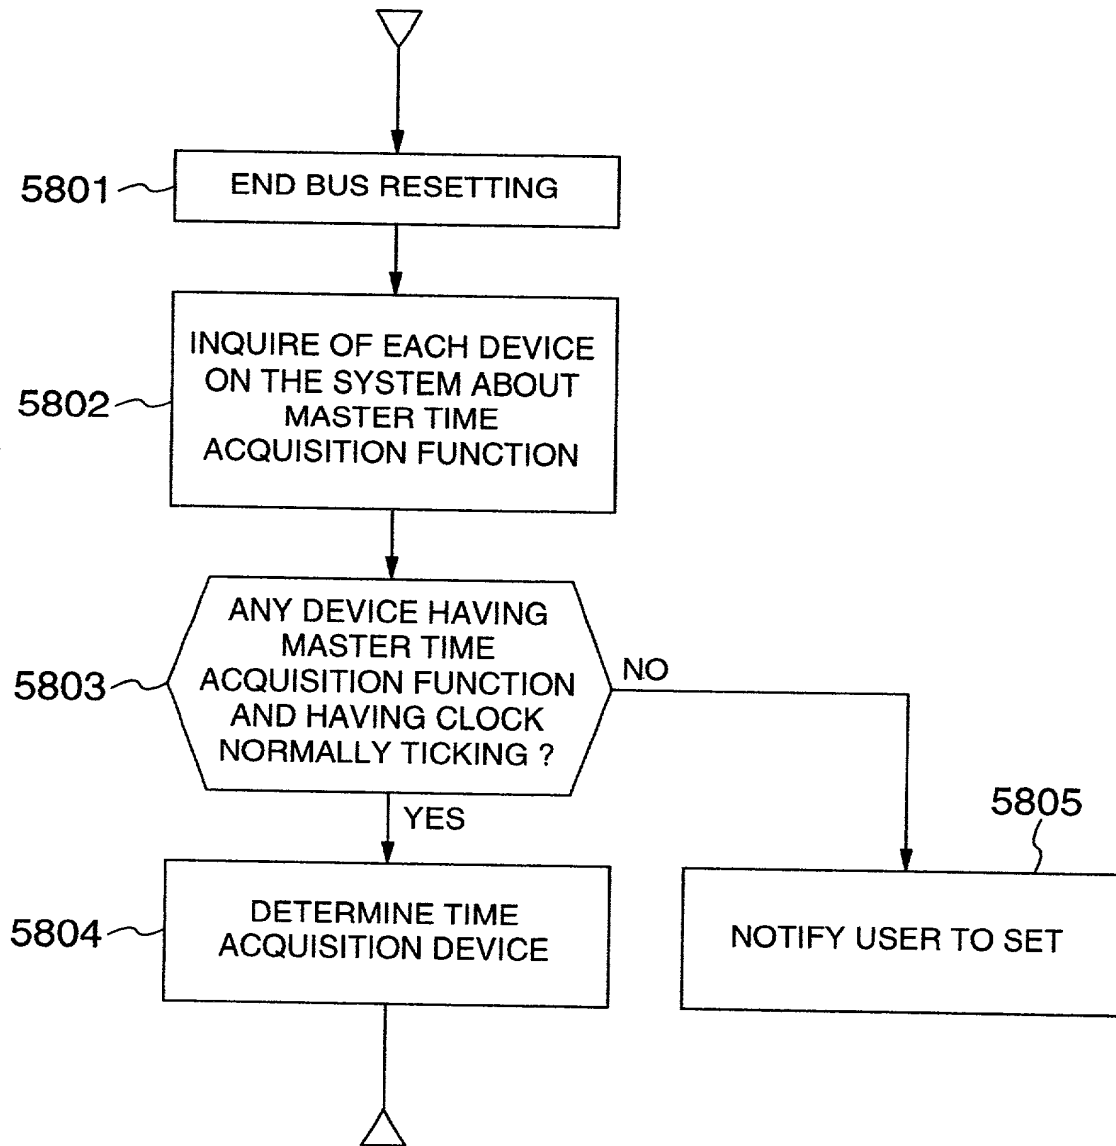 5801
END BUS RESETTING
5802
INQUIRE OF EACH DEVICE
ON THE SYSTEM ABOUT
MASTER TIME
ACQUISITION FUNCTION
5803
ANY DEVICE HAVING
MASTER TIME
ACQUISITION FUNCTION
AND HAVING CLOCK
NORMALLY TICKING ?
NO
YES
5804
DETERMINE TIME
ACQUISITION DEVICE
5805
NOTIFY USER TO SET